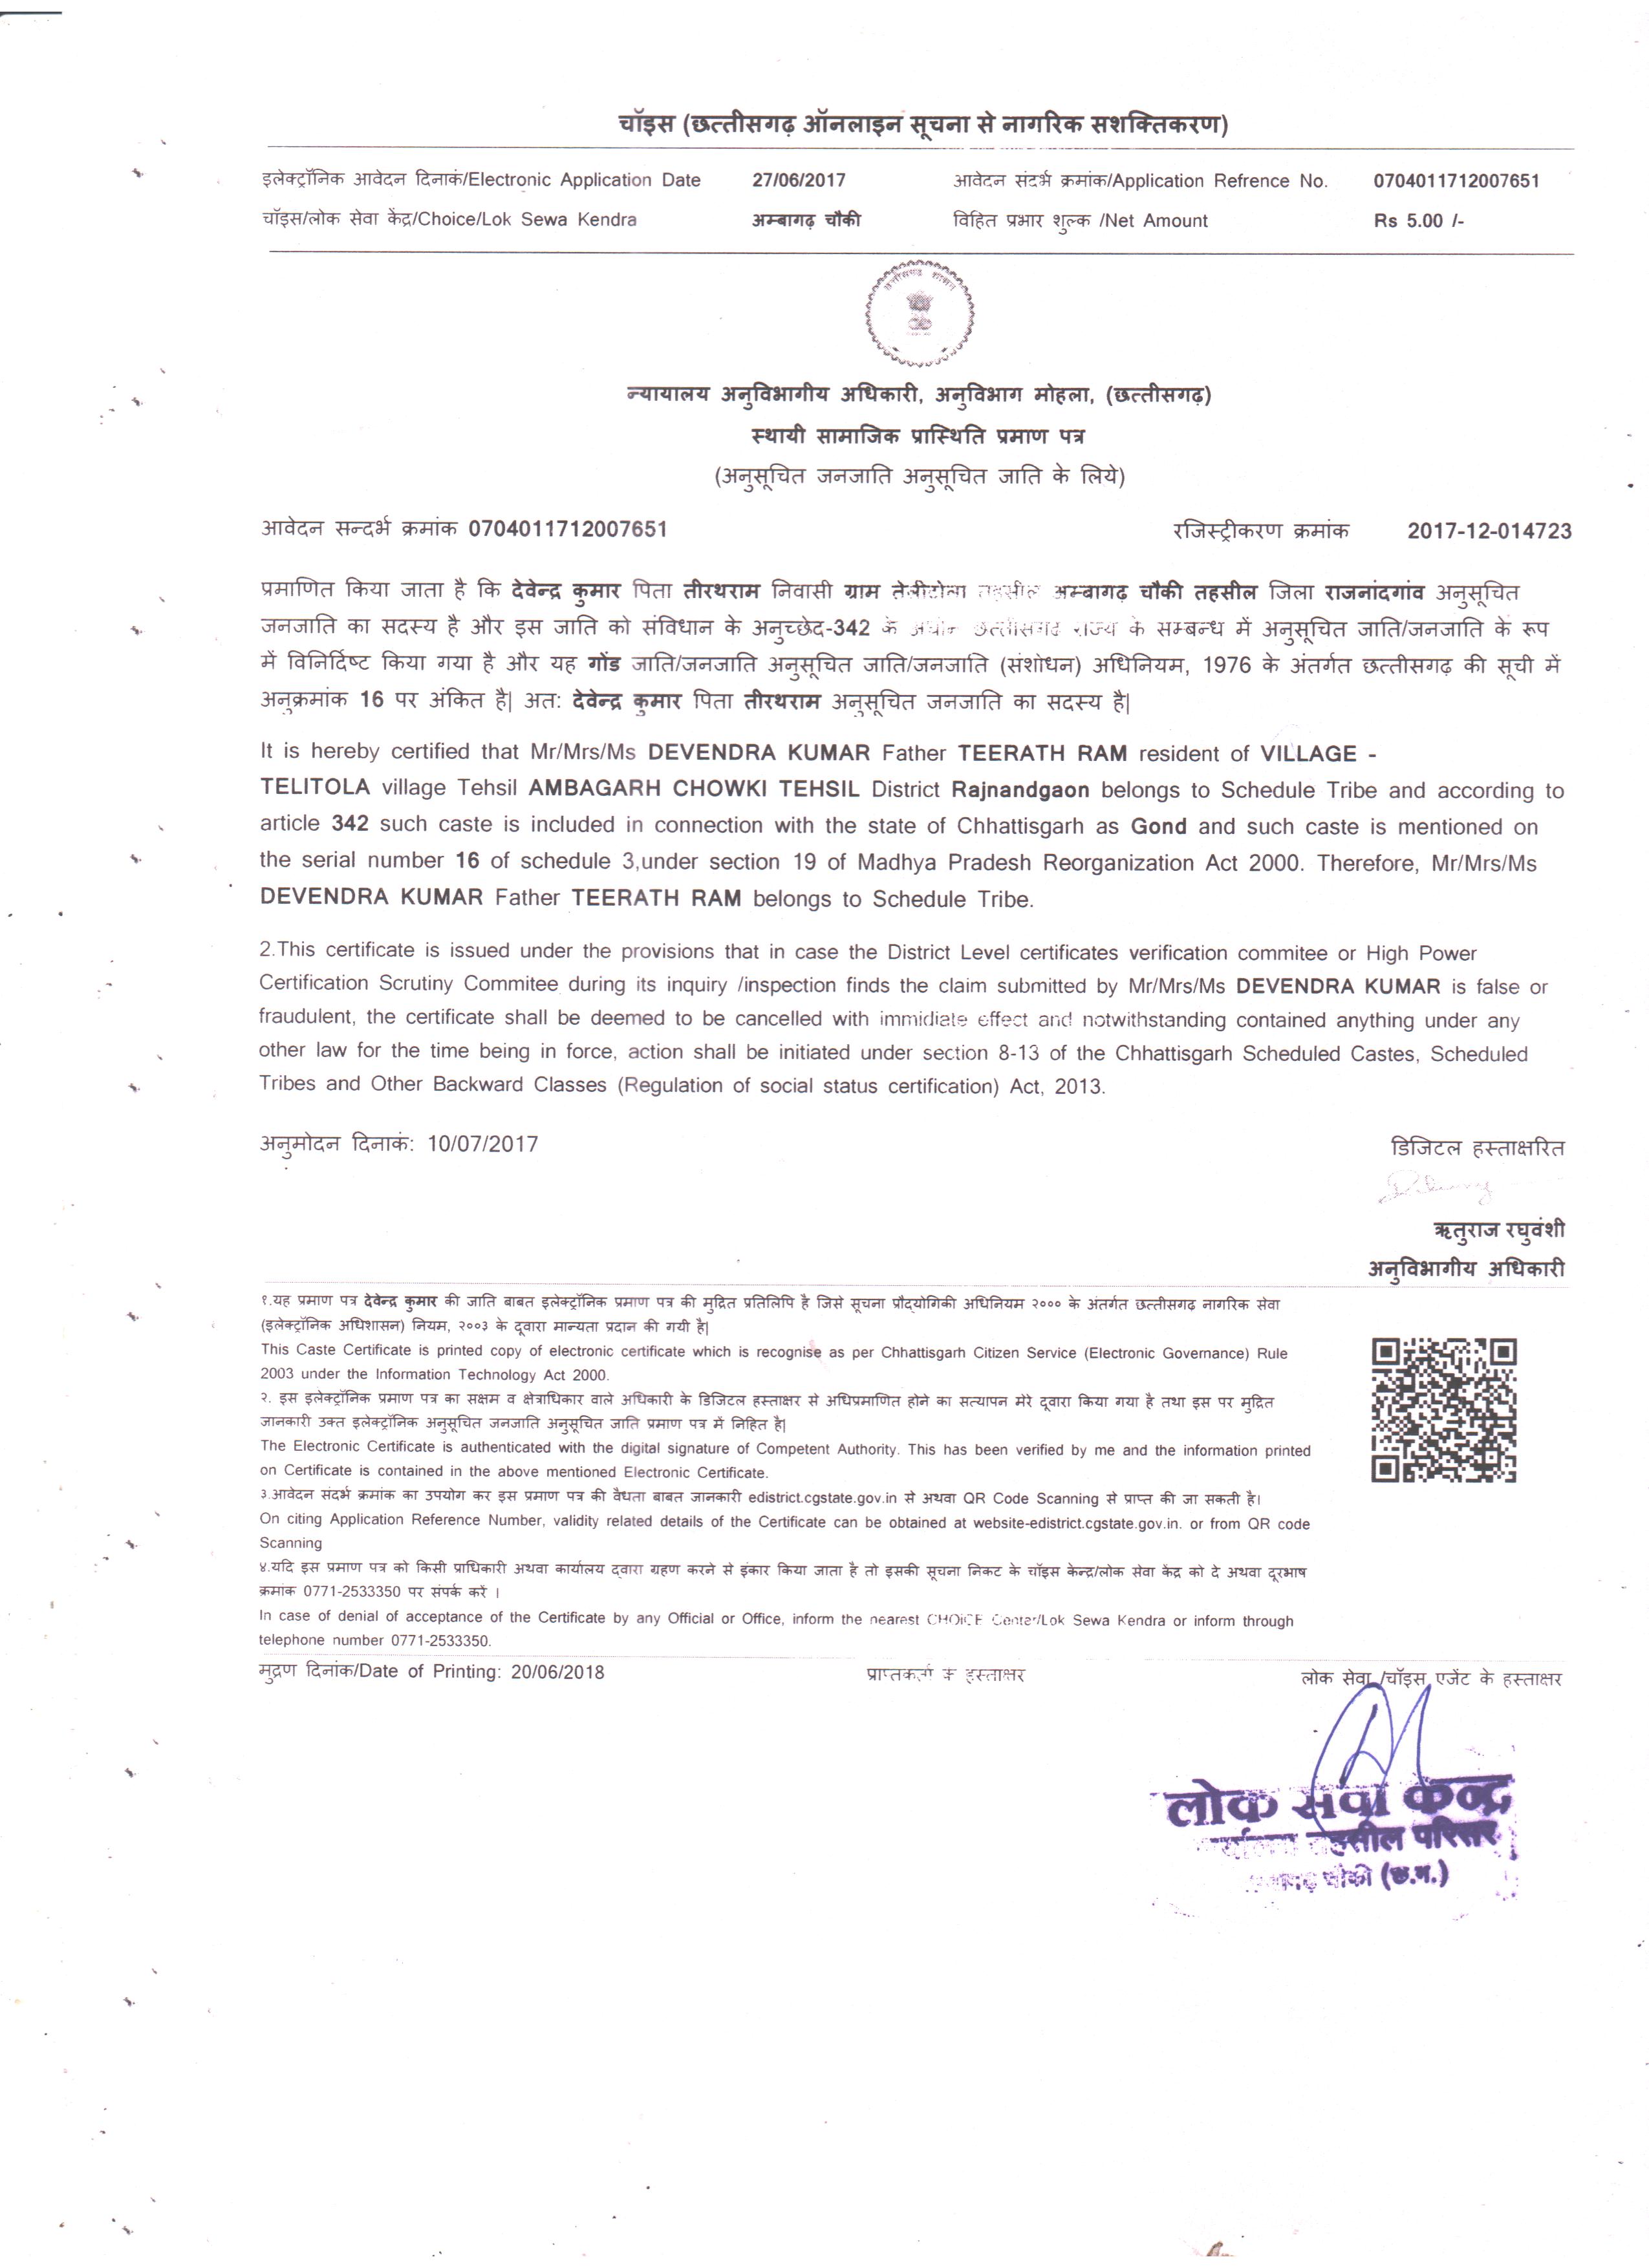 चॉइस (छत्तीसगढ़ ऑनलाइन सूचना से नागरिक सशक्तिकरण)
इलेक्ट्रॉनिक आवेदन दिनाकं/Electronic Application Date 27/06/2017 आवेदन संदर्भ क्रमांक/Application Refrence No. 0704011712007651
चॉइस/लोक सेवा केंद्र/Choice/Lok Sewa Kendra अम्बागढ़ चौकी विहित प्रभार शुल्क /Net Amount Rs 5.00 /-
छत्तीसगढ़ शासन
न्यायालय अनुविभागीय अधिकारी, अनुविभाग मोहला, (छत्तीसगढ़)
स्थायी सामाजिक प्रास्थिति प्रमाण पत्र
(अनुसूचित जनजाति अनुसूचित जाति के लिये)
आवेदन सन्दर्भ क्रमांक 0704011712007651 रजिस्ट्रीकरण क्रमांक 2017-12-014723
प्रमाणित किया जाता है कि देवेन्द्र कुमार पिता तीरथराम निवासी ग्राम तेलीटोला तहसील अम्बागढ़ चौकी तहसील जिला राजनांदगांव अनुसूचित
जनजाति का सदस्य है और इस जाति को संविधान के अनुच्छेद-342 के अधीन छत्तीसगढ राज्य के सम्बन्ध में अनुसूचित जाति/जनजाति के रूप
में विनिर्दिष्ट किया गया है और यह गोंड जाति/जनजाति अनुसूचित जाति/जनजाति (संशोधन) अधिनियम, 1976 के अंतर्गत छत्तीसगढ़ की सूची में
अनुक्रमांक 16 पर अंकित है| अत: देवेन्द्र कुमार पिता तीरथराम अनुसूचित जनजाति का सदस्य है|
It is hereby certified that Mr/Mrs/Ms DEVENDRA KUMAR Father TEERATH RAM resident of VILLAGE -
TELITOLA village Tehsil AMBAGARH CHOWKI TEHSIL District Rajnandgaon belongs to Schedule Tribe and according to
article 342 such caste is included in connection with the state of Chhattisgarh as Gond and such caste is mentioned on
the serial number 16 of schedule 3,under section 19 of Madhya Pradesh Reorganization Act 2000. Therefore, Mr/Mrs/Ms
DEVENDRA KUMAR Father TEERATH RAM belongs to Schedule Tribe.
2.This certificate is issued under the provisions that in case the District Level certificates verification commitee or High Power
Certification Scrutiny Commitee during its inquiry /inspection finds the claim submitted by Mr/Mrs/Ms DEVENDRA KUMAR is false or
fraudulent, the certificate shall be deemed to be cancelled with immidiate effect and notwithstanding contained anything under any
other law for the time being in force, action shall be initiated under section 8-13 of the Chhattisgarh Scheduled Castes, Scheduled
Tribes and Other Backward Classes (Regulation of social status certification) Act, 2013.
अनुमोदन दिनाकं: 10/07/2017 डिजिटल हस्ताक्षरित
ऋतुराज रघुवंशी
अनुविभागीय अधिकारी
१.यह प्रमाण पत्र देवेन्द्र कुमार की जाति बाबत इलेक्ट्रॉनिक प्रमाण पत्र की मुद्रित प्रतिलिपि है जिसे सूचना प्रौद्योगिकी अधिनियम २००० के अंतर्गत छत्तीसगढ़ नागरिक सेवा
(इलेक्ट्रॉनिक अधिशासन) नियम, २००३ के द्वारा मान्यता प्रदान की गयी है|
This Caste Certificate is printed copy of electronic certificate which is recognise as per Chhattisgarh Citizen Service (Electronic Governance) Rule
2003 under the Information Technology Act 2000.
२. इस इलेक्ट्रॉनिक प्रमाण पत्र का सक्षम व क्षेत्राधिकार वाले अधिकारी के डिजिटल हस्ताक्षर से अधिप्रमाणित होने का सत्यापन मेरे द्वारा किया गया है तथा इस पर मुद्रित
जानकारी उक्त इलेक्ट्रॉनिक अनुसूचित जनजाति अनुसूचित जाति प्रमाण पत्र में निहित है|
The Electronic Certificate is authenticated with the digital signature of Competent Authority. This has been verified by me and the information printed
on Certificate is contained in the above mentioned Electronic Certificate.
३.आवेदन संदर्भ क्रमांक का उपयोग कर इस प्रमाण पत्र की वैधता बाबत जानकारी edistrict.cgstate.gov.in से अथवा QR Code Scanning से प्राप्त की जा सकती है।
On citing Application Reference Number, validity related details of the Certificate can be obtained at website-edistrict.cgstate.gov.in. or from QR code
Scanning
४.यदि इस प्रमाण पत्र को किसी प्राधिकारी अथवा कार्यालय द्वारा ग्रहण करने से इंकार किया जाता है तो इसकी सूचना निकट के चॉइस केन्द्र/लोक सेवा केंद्र को दे अथवा दूरभाष
क्रमांक 0771-2533350 पर संपर्क करें ।
In case of denial of acceptance of the Certificate by any Official or Office, inform the nearest CHOICE Center/Lok Sewa Kendra or inform through
telephone number 0771-2533350.
मुद्रण दिनांक/Date of Printing: 20/06/2018 प्राप्तकर्ता के हस्ताक्षर लोक सेवा /चॉइस एजेंट के हस्ताक्षर
लोक सेवा केन्द्र
तहसील परिसर
चौकी (छ.ग.)